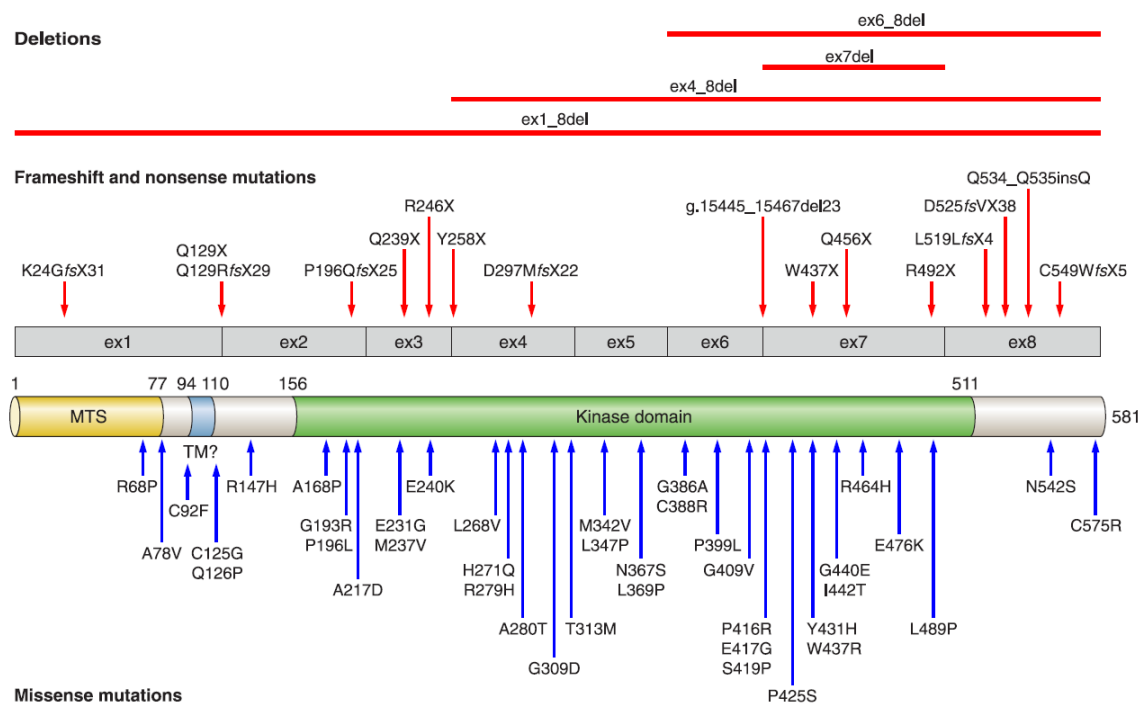 Deletions
ex6_8del
ex7del
ex4_8del
ex1_8del
Frameshift and nonsense mutations
Q534_Q535insQ
R246X
g.15445_15467del23
D525fsVX38
Q129X
Q239X
Y258X
Q456X
L519LfsX4
K24GfsX31
Q129RfsX29
P196QfsX25
D297MfsX22
W437X
R492X
C549WfsX5
ex1
ex2
ex3
ex4
ex5
ex6
ex7
ex8
1
77
94
110
156
511
MTS
Kinase domain
581
TM?
R68P
R147H
A168P
E240K
G386A
C388R
R464H
N542S
C92F
G193R
P196L
E231G
M237V
L268V
M342V
L347P
P399L
E476K
C575R
A78V
C125G
Q126P
A217D
H271Q
R279H
N367S
L369P
G409V
G440E
I442T
A280T
T313M
P416R
E417G
S419P
Y431H
W437R
L489P
G309D
P425S
Missense mutations